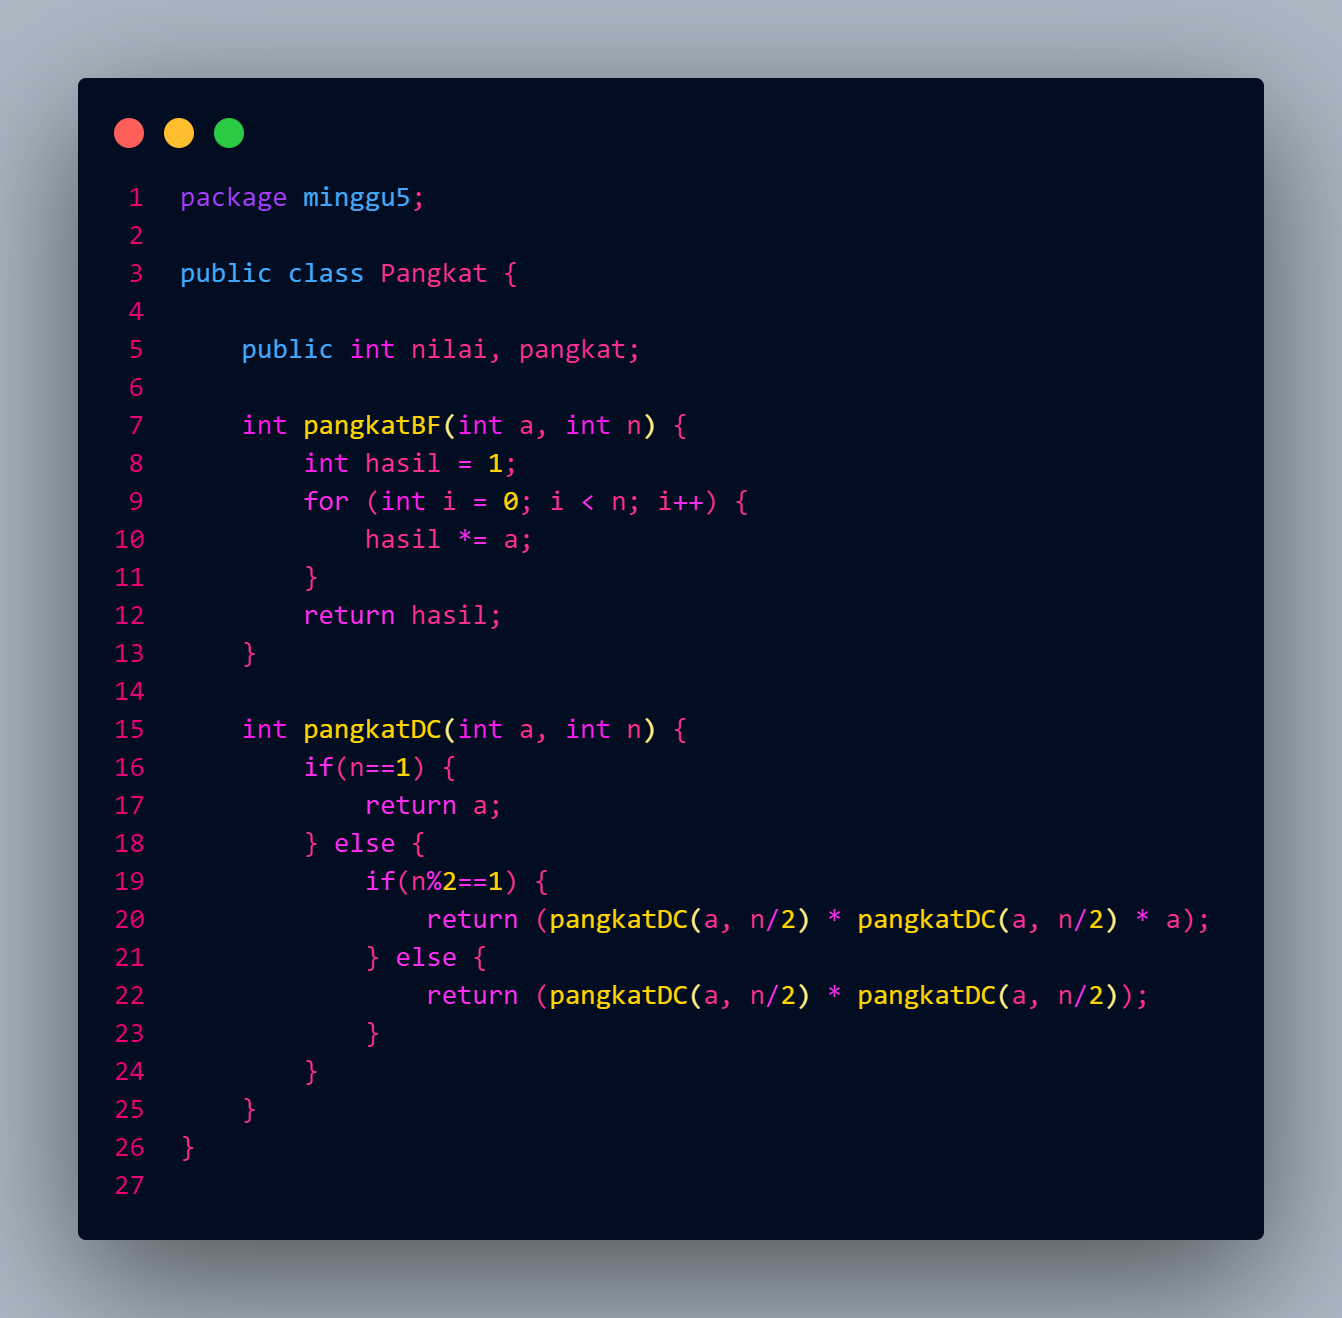 1 package minggu5;
2
3 public class Pangkat {
4
5     public int nilai, pangkat;
6
7     int pangkatBF(int a, int n) {
8         int hasil = 1;
9         for (int i = 0; i < n; i++) {
10             hasil *= a;
11         }
12         return hasil;
13     }
14
15     int pangkatDC(int a, int n) {
16         if(n==1) {
17             return a;
18         } else {
19             if(n%2==1) {
20                 return (pangkatDC(a, n/2) * pangkatDC(a, n/2) * a);
21             } else {
22                 return (pangkatDC(a, n/2) * pangkatDC(a, n/2));
23             }
24         }
25     }
26 }
27